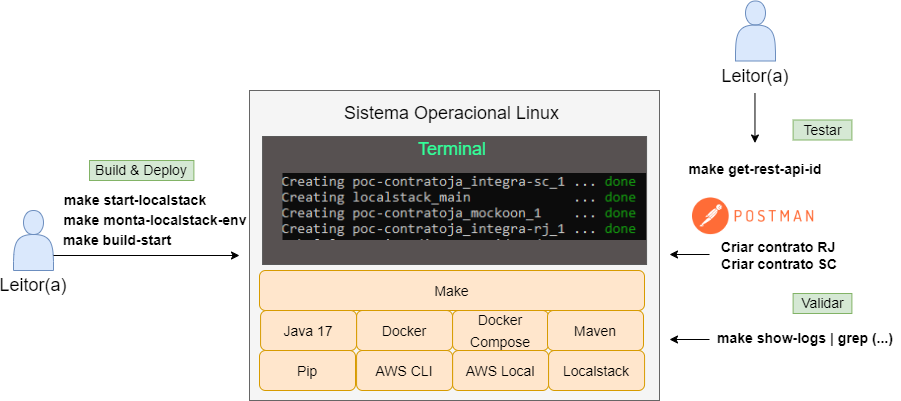 Leitor(a)
Sistema Operacional Linux
Terminal
Testar
Build & Deploy
make get-rest-api-id
Creating poc-contratoja_integra-sc_1 ... done
Creating localstack_main ... done
Creating poc-contratoja_mockoon_1 ... done
Creating poc-contratoja_integra-rj_1 ... done
make start-localstack
make monta-localstack-env
make build-start
POSTMAN
Criar contrato RJ
Criar contrato SC
Leitor(a)
Make
Validar
Java 17
Docker
Docker
Compose
Maven
make show-logs | grep (...)
Pip
AWS CLI
AWS Local
Localstack